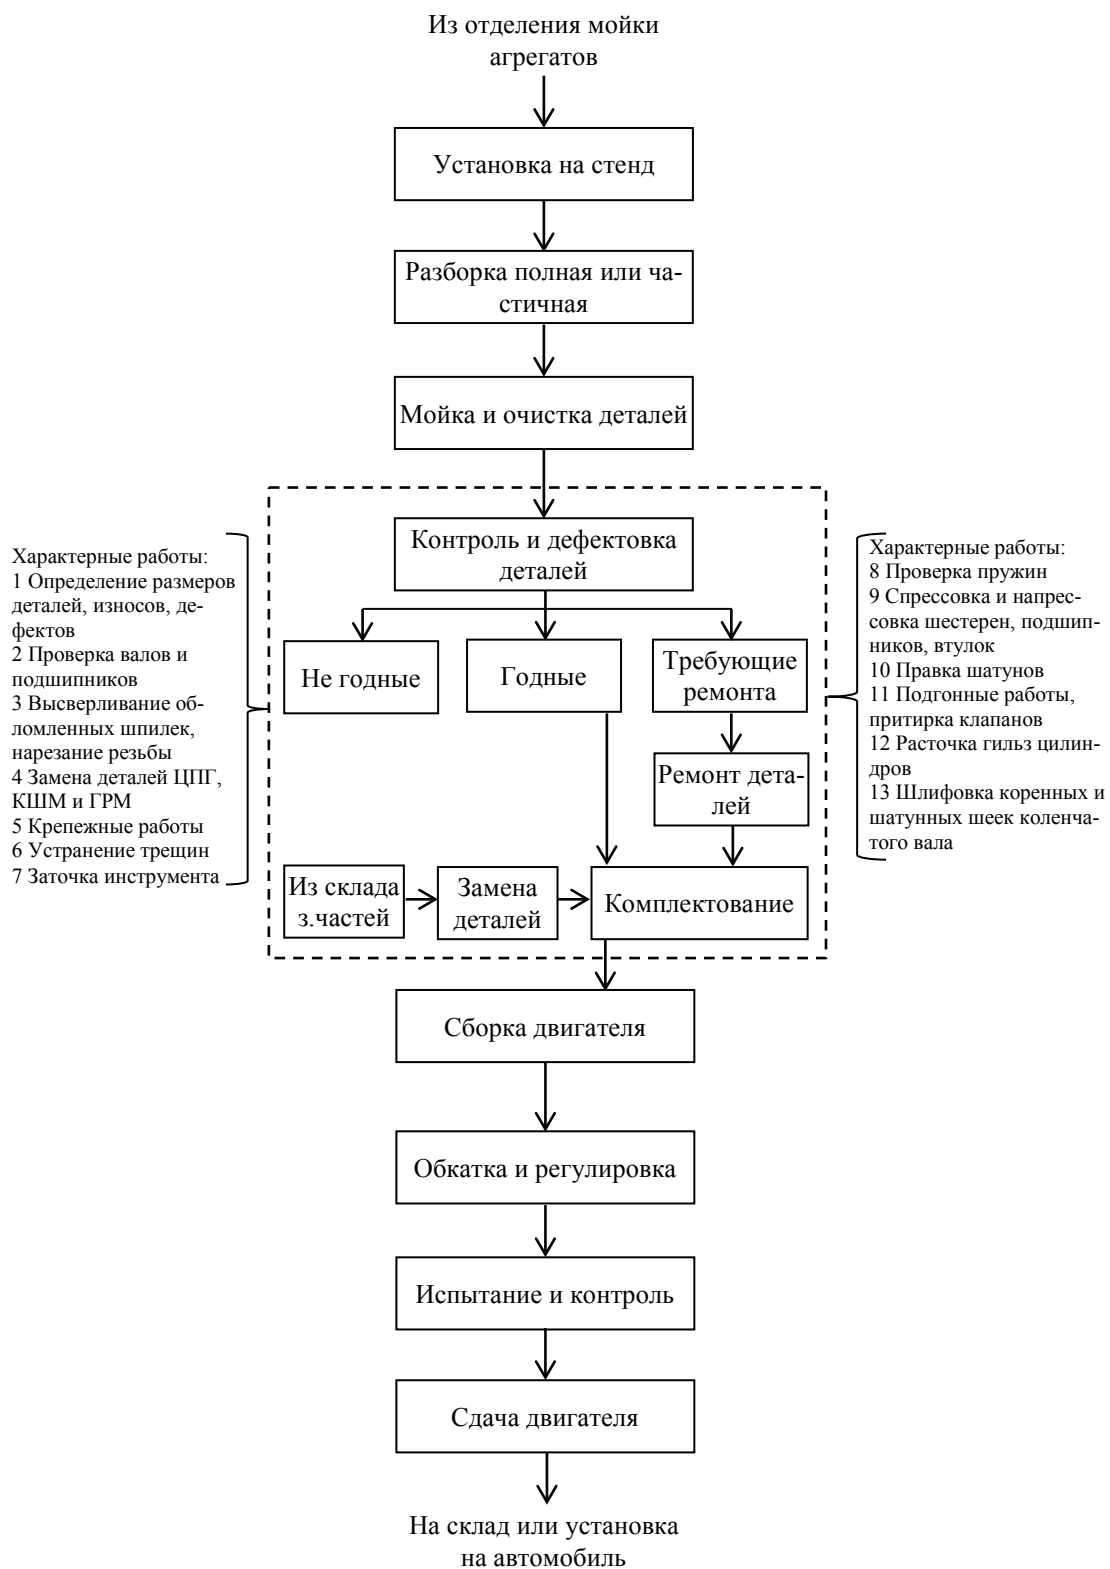 Из отделения мойки
агрегатов
Установка на стенд
Разборка полная или ча-
стичная
Мойка и очистка деталей
Контроль и дефектовка
деталей
Не годные
Годные
Требующие
ремонта
Ремонт дета-
лей
Из склада
з.частей
Замена
деталей
Комплектование
Характерные работы:
1 Определение размеров
деталей, износов, де-
фектов
2 Проверка валов и
подшипников
3 Высверливание об-
ломленных шпилек,
нарезание резьбы
4 Замена деталей ЦПГ,
КШМ и ГРМ
5 Крепежные работы
6 Устранение трещин
7 Заточка инструмента
Характерные работы:
8 Проверка пружин
9 Спрессовка и напрес-
совка шестерен, подшип-
ников, втулок
10 Правка шатунов
11 Подгонные работы,
притирка клапанов
12 Расточка гильз цилин-
дров
13 Шлифовка коренных и
шатунных шеек коленча-
того вала
Сборка двигателя
Обкатка и регулировка
Испытание и контроль
Сдача двигателя
На склад или установка
на автомобиль